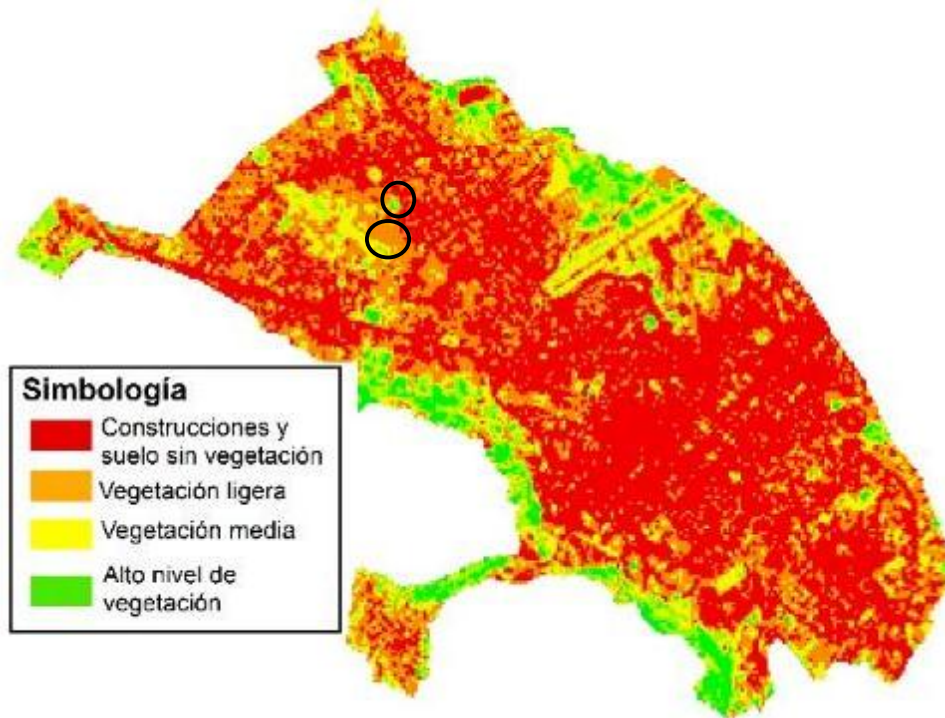 Simbología
Construcciones y
suelo sin vegetación
Vegetación ligera
Vegetación media
Alto nivel de
vegetación